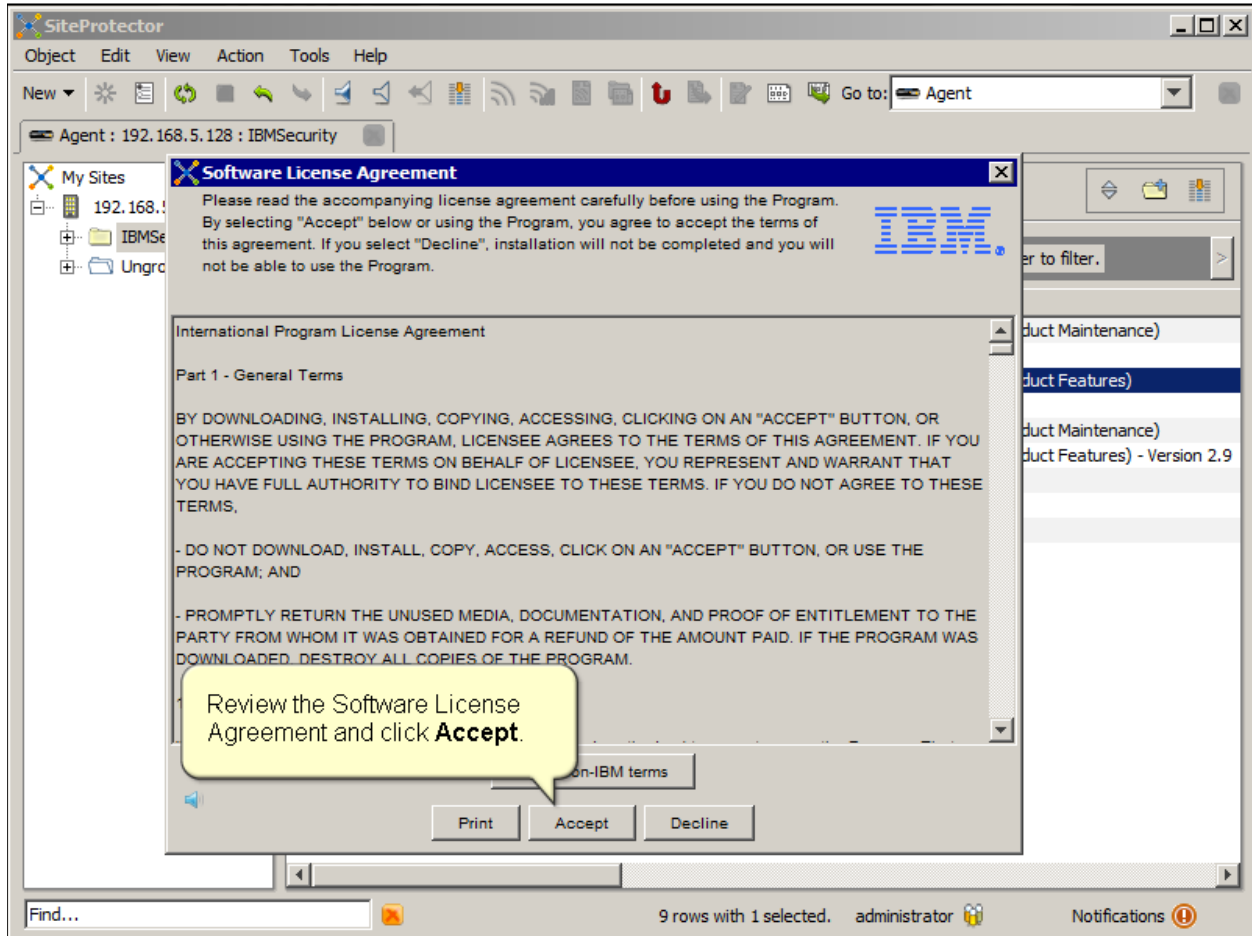 SiteProtector
Object Edit View Action Tools Help
New Go to: Agent
Agent : 192.168.5.128 : IBMSecurity
My Sites
192.168.
IBMSe
Ungro
Software License Agreement
Please read the accompanying license agreement carefully before using the Program.
By selecting "Accept" below or using the Program, you agree to accept the terms of
this agreement. If you select "Decline", installation will not be completed and you will
not be able to use the Program.
IBM.
er to filter. >
International Program License Agreement
duct Maintenance)
Part 1 - General Terms
duct Features)
BY DOWNLOADING, INSTALLING, COPYING, ACCESSING, CLICKING ON AN "ACCEPT" BUTTON, OR
OTHERWISE USING THE PROGRAM, LICENSEE AGREES TO THE TERMS OF THIS AGREEMENT. IF YOU
ARE ACCEPTING THESE TERMS ON BEHALF OF LICENSEE, YOU REPRESENT AND WARRANT THAT
YOU HAVE FULL AUTHORITY TO BIND LICENSEE TO THESE TERMS. IF YOU DO NOT AGREE TO THESE
TERMS,
duct Maintenance)
duct Features) - Version 2.9
- DO NOT DOWNLOAD, INSTALL, COPY, ACCESS, CLICK ON AN "ACCEPT" BUTTON, OR USE THE
PROGRAM; AND
- PROMPTLY RETURN THE UNUSED MEDIA, DOCUMENTATION, AND PROOF OF ENTITLEMENT TO THE
PARTY FROM WHOM IT WAS OBTAINED FOR A REFUND OF THE AMOUNT PAID. IF THE PROGRAM WAS
DOWNLOADED, DESTROY ALL COPIES OF THE PROGRAM.
Review the Software License
Agreement and click Accept.
on-IBM terms
Print Accept Decline
Find... 9 rows with 1 selected. administrator Notifications